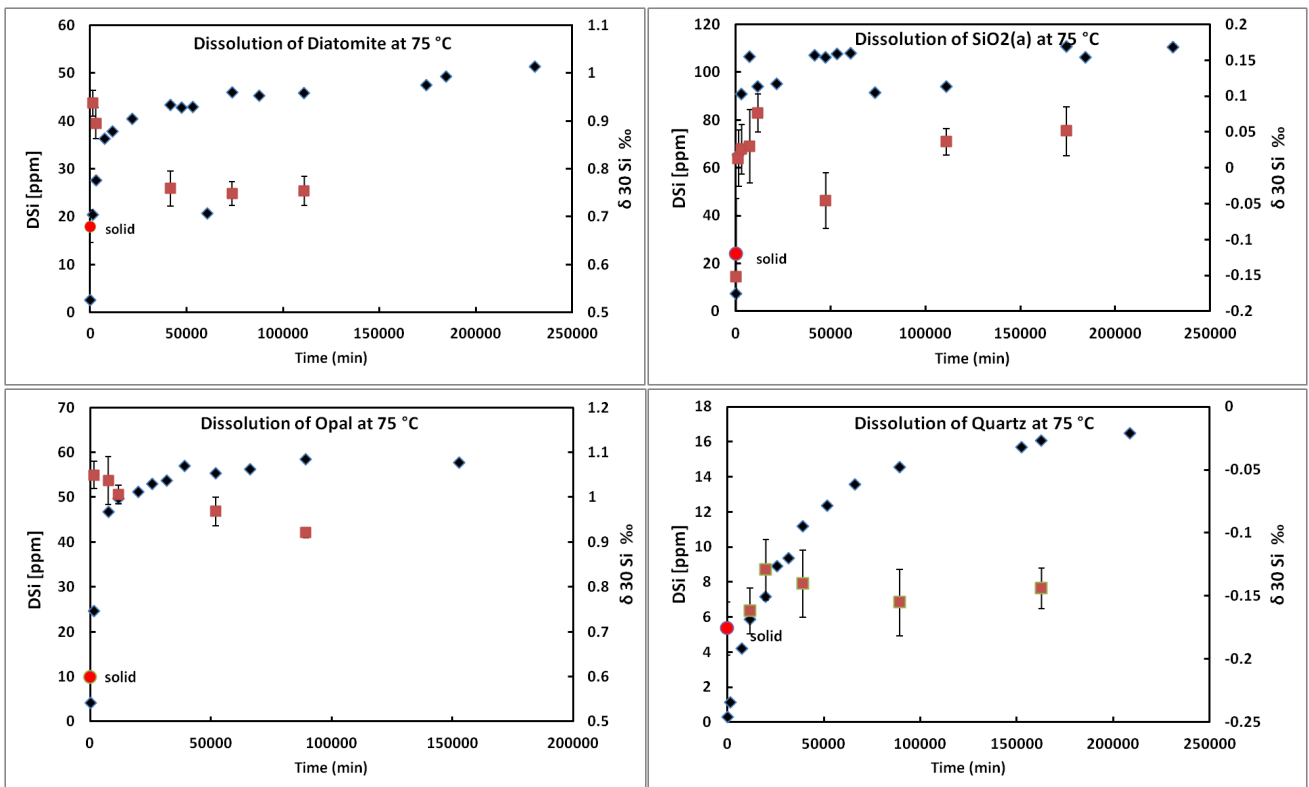 Dissolution of Diatomite at 75 °C
60
50
40
30
20
10
0
DSi [ppm]
1.1
1
0.9
0.8
0.7
0.6
0.5
δ 30 Si ‰
solid
0 50000 100000 150000 200000 250000
Time (min)
Dissolution of SiO2(a) at 75 °C
120
100
80
60
40
20
0
DSi [ppm]
0.2
0.15
0.1
0.05
0
-0.05
-0.1
-0.15
-0.2
δ 30 Si ‰
solid
0 50000 100000 150000 200000 250000
Time (min)
Dissolution of Opal at 75 °C
70
60
50
40
30
20
10
0
DSi [ppm]
1.2
1.1
1
0.9
0.8
0.7
0.6
0.5
δ 30 Si ‰
solid
0 50000 100000 150000 200000
Time (min)
Dissolution of Quartz at 75 °C
18
16
14
12
10
8
6
4
2
0
DSi [ppm]
0
-0.05
-0.1
-0.15
-0.2
-0.25
δ 30 Si ‰
solid
0 50000 100000 150000 200000 250000
Time (min)